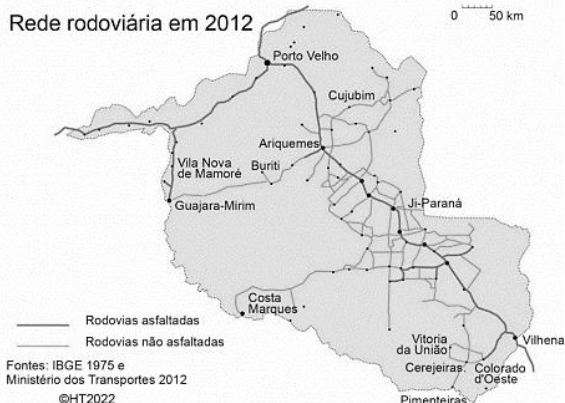 Rede rodoviária em 2012
0 50 km
Porto Velho
Cujubim
Ariquemes
Vila Nova
de Mamoré
Buriti
Guajara-Mirim
Ji-Paraná
Costa
Marques
Rodovias asfaltadas
Rodovias não asfaltadas
Vitoria
da União
Vilhena
Cerejeiras
Colorado
d'Oeste
Pimenteiras
Fontes: IBGE 1975 e
Ministério dos Transportes 2012
©HT2022